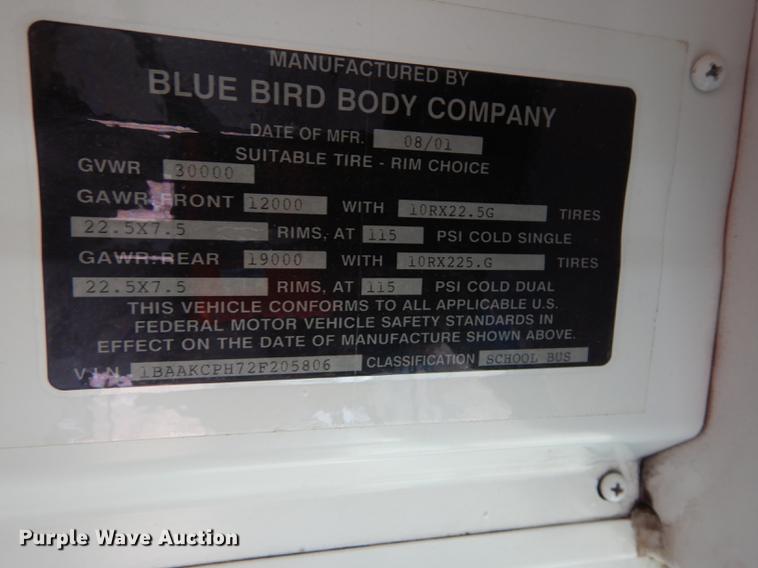 MANUFACTURED BY
BLUE BIRD BODY COMPANY
DATE OF MFR. 08/01
SUITABLE TIRE - RIM CHOICE
GVWR 30000
GAWR:FRONT 12000 WITH 10RX22.5G TIRES
22.5X7.5 RIMS, AT 115 PSI COLD SINGLE
GAWR:REAR 19000 WITH 10RX225.G TIRES
22.5X7.5 RIMS, AT 115 PSI COLD DUAL
THIS VEHICLE CONFORMS TO ALL APPLICABLE U.S.
FEDERAL MOTOR VEHICLE SAFETY STANDARDS IN
EFFECT ON THE DATE OF MANUFACTURE SHOWN ABOVE.
V.I.N. 1BAAKCPH72F205806 CLASSIFICATION SCHOOL BUS
Purple Wave Auction